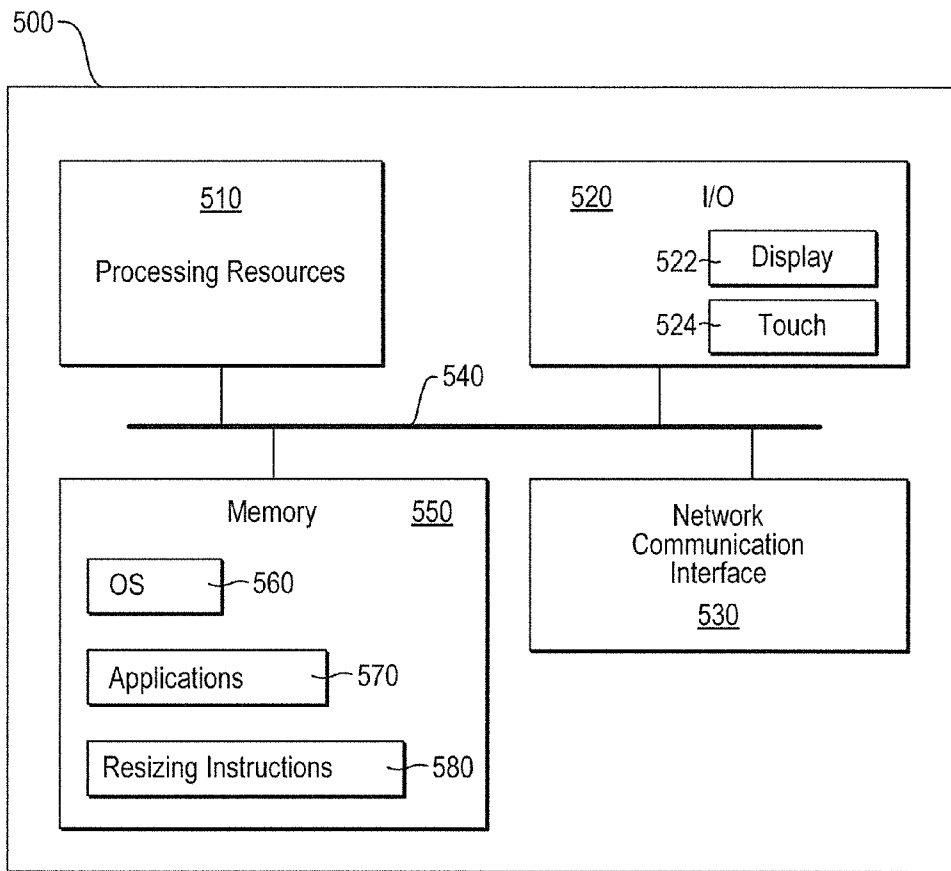 500
510
Processing Resources
520 I/O
522 Display
524 Touch
540
Memory 550
OS 560
Applications 570
Resizing Instructions 580
Network
Communication
Interface
530